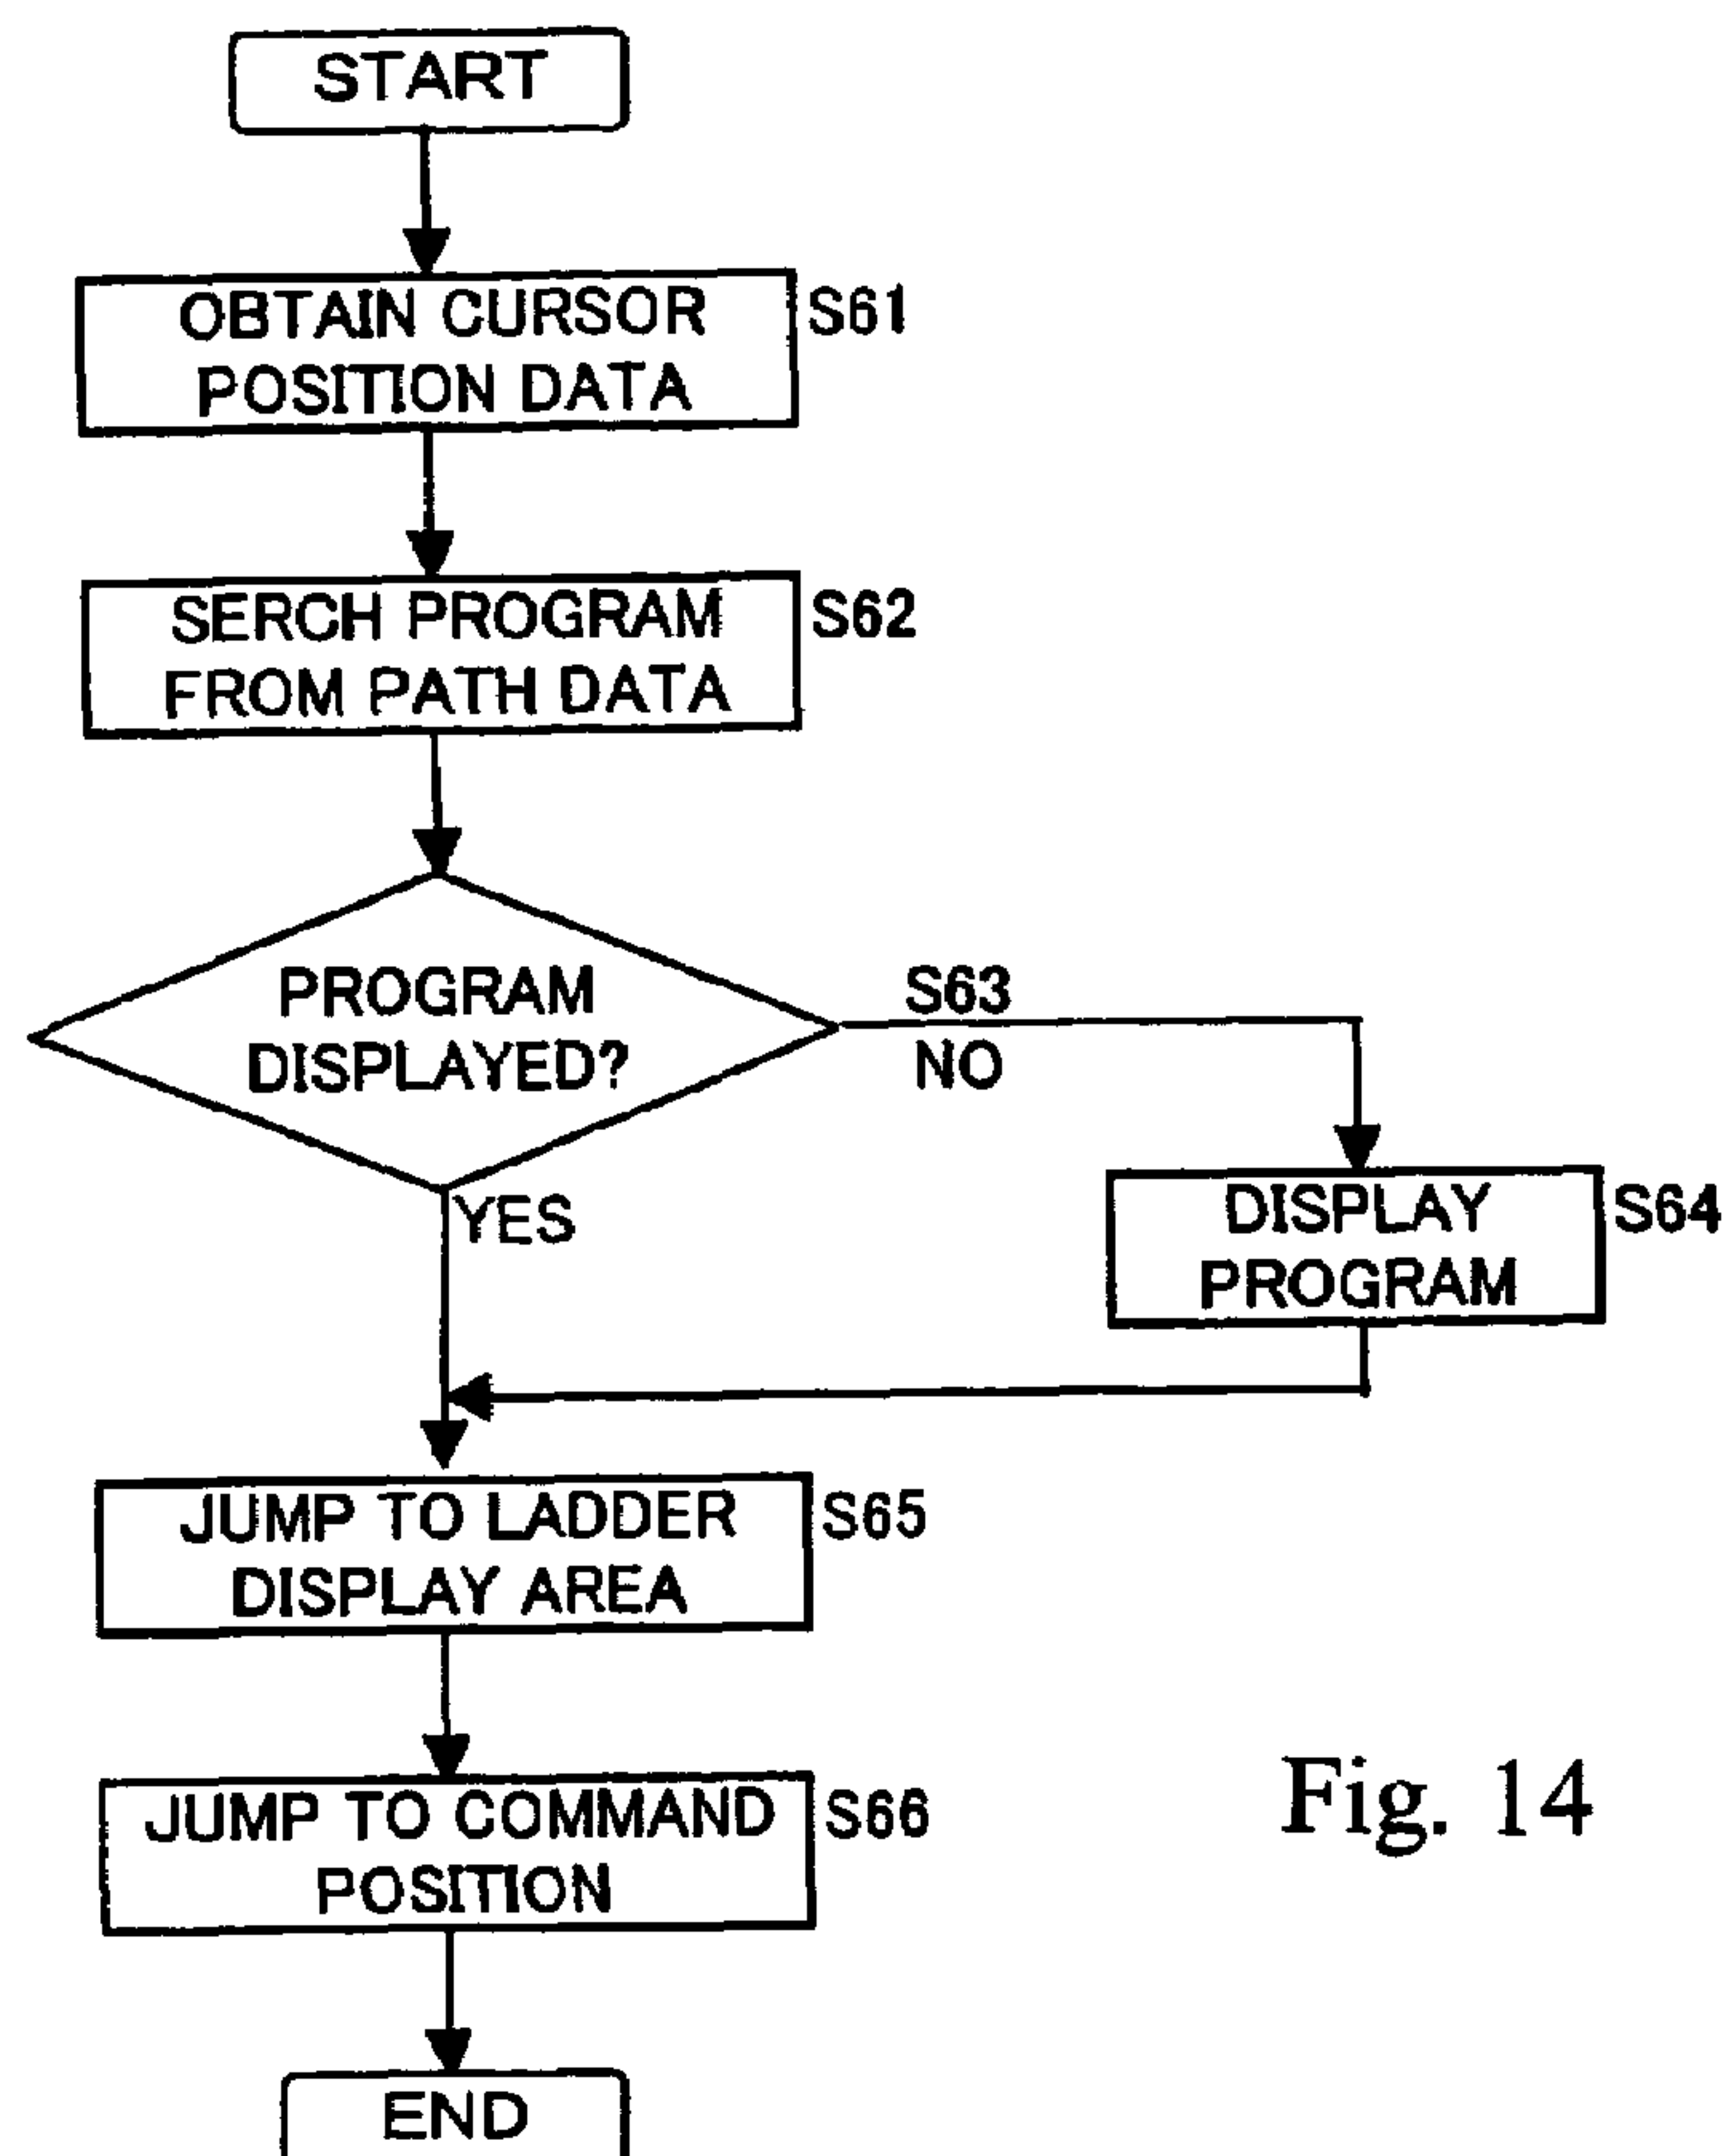 START
OBTAIN CURSOR
POSITION DATA
S61
SERCH PROGRAM
FROM PATH DATA
S62
PROGRAM
DISPLAYED?
S63
NO
YES
DISPLAY
PROGRAM
S64
JUMP TO LADDER
DISPLAY AREA
S65
JUMP TO COMMAND
POSITION
S66
END
Fig. 14